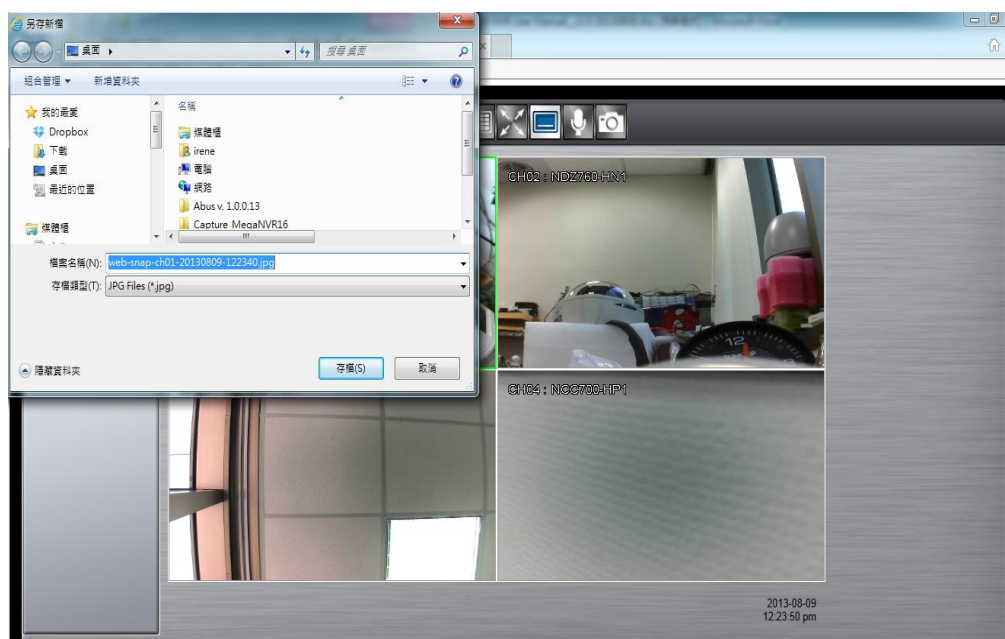 另存新檔
桌面
搜尋 桌面
組合管理
新增資料夾
我的最愛
Dropbox
下載
桌面
最近的位置
媒體櫃
名稱
媒體櫃
irene
電腦
網路
Abus v. 1.0.0.13
Capture MegaNVR16
檔案名稱(N):
web-snap-ch01-20130809-122340.jpg
存檔類型(T):
JPG Files (*.jpg)
隱藏資料夾
存檔(S)
取消
CH02 : NDZ760-HN1
12
CH04 : NCC700-HP1
2013-08-09
12:23:50 pm